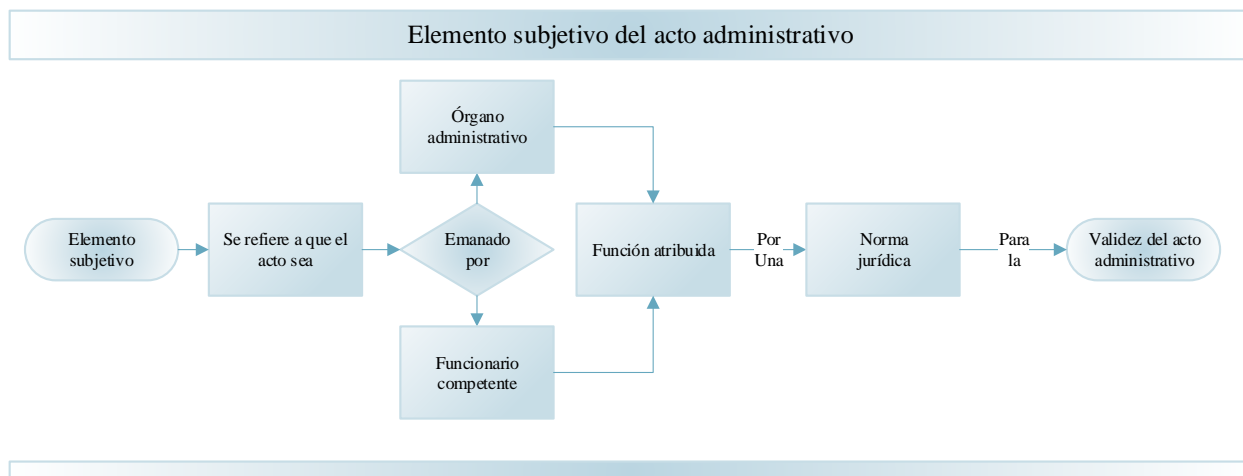 Elemento subjetivo del acto administrativo
Órgano
administrativo
Elemento
subjetivo
Se refiere a que el
acto sea
Emanado
por
Función atribuida
Por
Una
Norma
jurídica
Para
la
Validez del acto
administrativo
Funcionario
competente